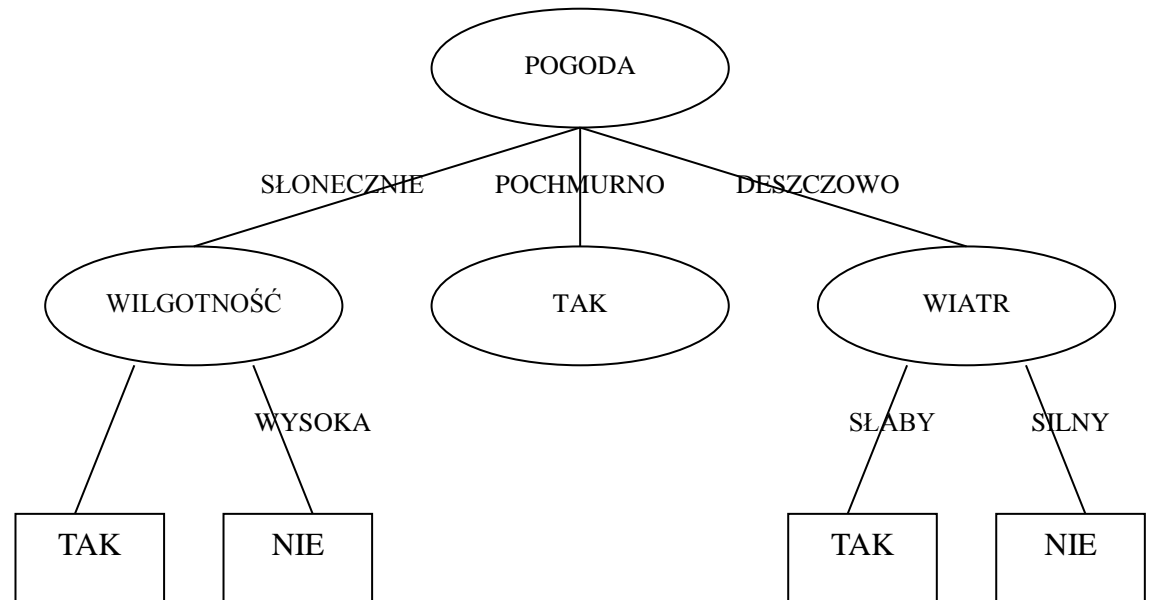 POGODA
SŁONECZNIE POCHMURNO DESZCZOWO
WILGOTNOŚĆ TAK WIATR
WYSOKA SŁABY SILNY
TAK NIE TAK NIE